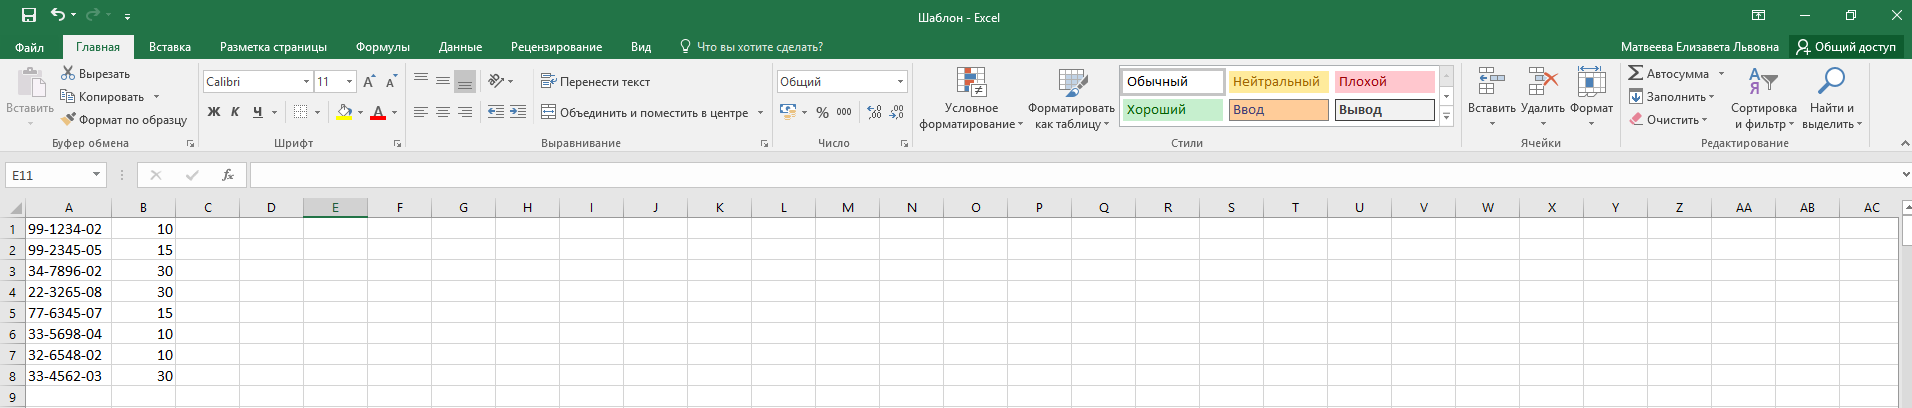 Шаблон - Excel
Файл Главная Вставка Разметка страницы Формулы Данные Рецензирование Вид Что вы хотите сделать? Матвеева Елизавета Львовна Общий доступ
Вставить
Вырезать
Копировать
Формат по образцу
Буфер обмена
Calibri 11
Ж К Ч А
Шрифт
Перенести текст
Объединить и поместить в центре
Выравнивание
Общий
% 000
Число
Условное форматирование
Форматировать как таблицу
Обычный Нейтральный Плохой
Хороший Ввод Вывод
Стили
Вставить Удалить Формат
Ячейки
Автосумма
Заполнить
Очистить
Сортировка и фильтр
Найти и выделить
Редактирование
E11 fx
A B C D E F G H I J K L M N O P Q R S T U V W X Y Z AA AB AC
1 99-1234-02 10
2 99-2345-05 15
3 34-7896-02 30
4 22-3265-08 30
5 77-6345-07 15
6 33-5698-04 10
7 32-6548-02 10
8 33-4562-03 30
9